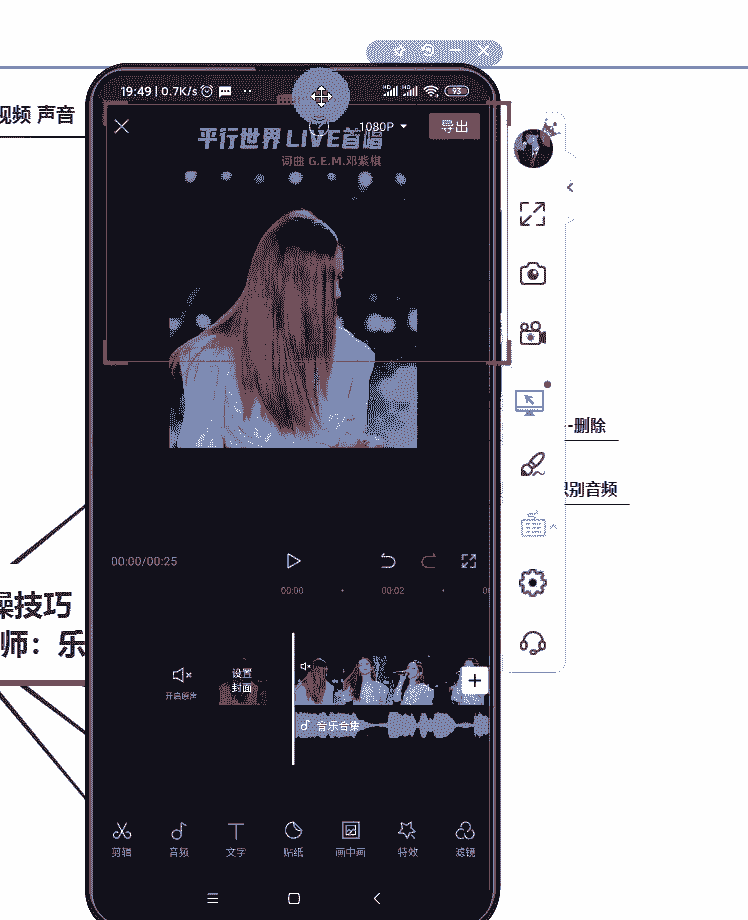 视频 声音
19:49 | 0.7K/s
93
1080P
导出
平行世界 LIVE首唱
词曲 G.E.M.邓紫棋
-删除
识别音频
00:00/00:25
00:00
00:02
操技巧
师：乐
设置
封面
开启原声
音乐合集
剪辑
音频
文字
贴纸
画中画
特效
滤镜